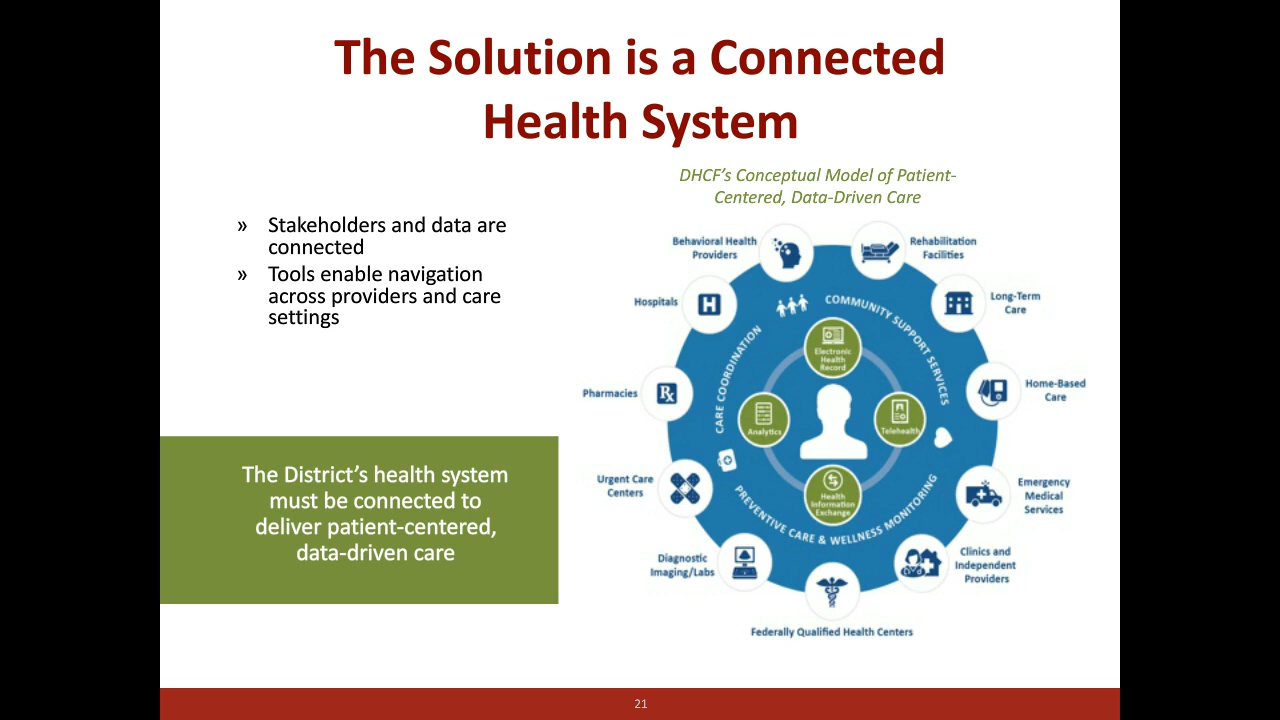 The Solution is a Connected
Health System
DHCF's Conceptual Model of Patient-
Centered, Data-Driven Care
» Stakeholders and data are
connected
» Tools enable navigation
across providers and care
settings
The District's health system
must be connected to
deliver patient-centered,
data-driven care
Behavioral Health
Providers
Rehabilitation
Facilities
Hospitals
H
Long-Term
Care
Pharmacies
Rx
Home-Based
Care
Urgent Care
Centers
Emergency
Medical
Services
Diagnostic
Imaging/Labs
Clinics and
Independent
Providers
Federally Qualified Health Centers
CARE COORDINATION
COMMUNITY SUPPORT SERVICES
PREVENTIVE CARE & WELLNESS MONITORING
Electronic
Health
Record
Analytics
Telehealth
Health
Information
Exchange
21